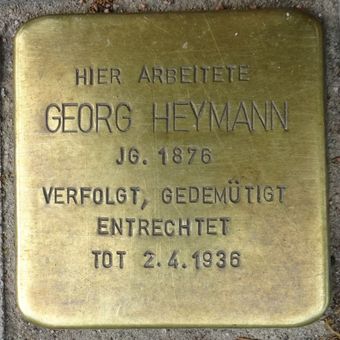 HIER ARBEITETE
GEORG HEYMANN
JG. 1876
VERFOLGT, GEDEMÜTIGT
ENTRECHTET
TOT 2.4.1936